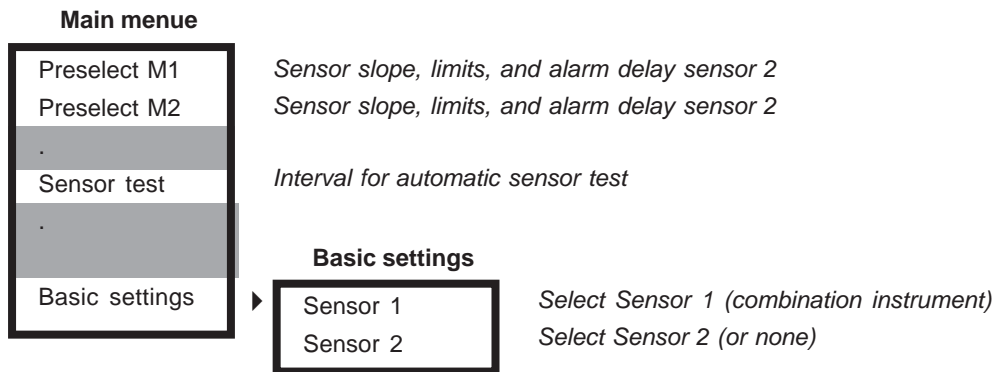 Main menue
Preselect M1 Sensor slope, limits, and alarm delay sensor 2
Preselect M2 Sensor slope, limits, and alarm delay sensor 2
.
Sensor test Interval for automatic sensor test
.
Basic settings
Basic settings
Sensor 1 Select Sensor 1 (combination instrument)
Sensor 2 Select Sensor 2 (or none)